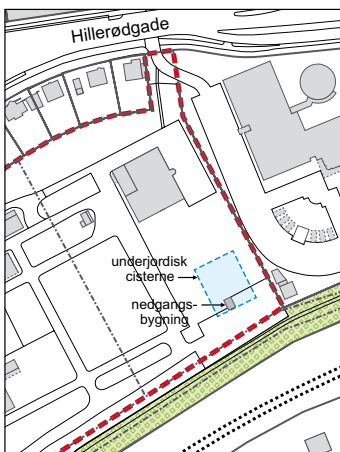 Hillerødgade
underjordisk
cisterne
nedgangs-
bygning